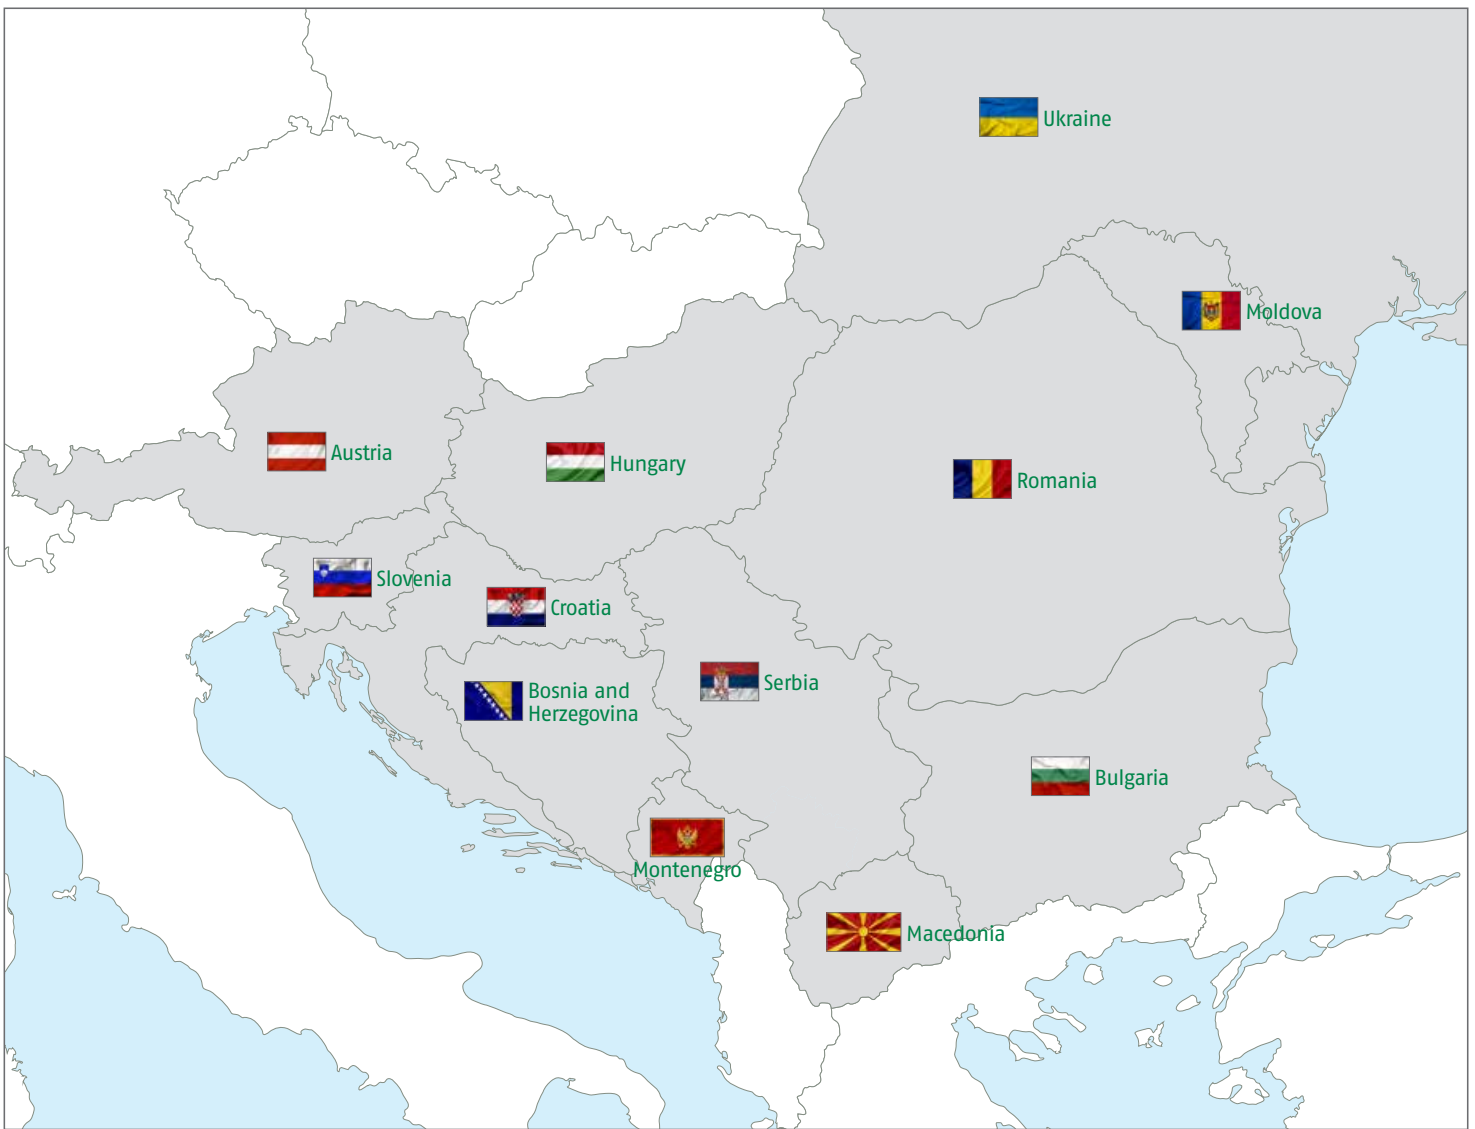 Ukraine
Moldova
Austria
Hungary
Romania
Slovenia
Croatia
Serbia
Bosnia and
Herzegovina
Bulgaria
Montenegro
Macedonia